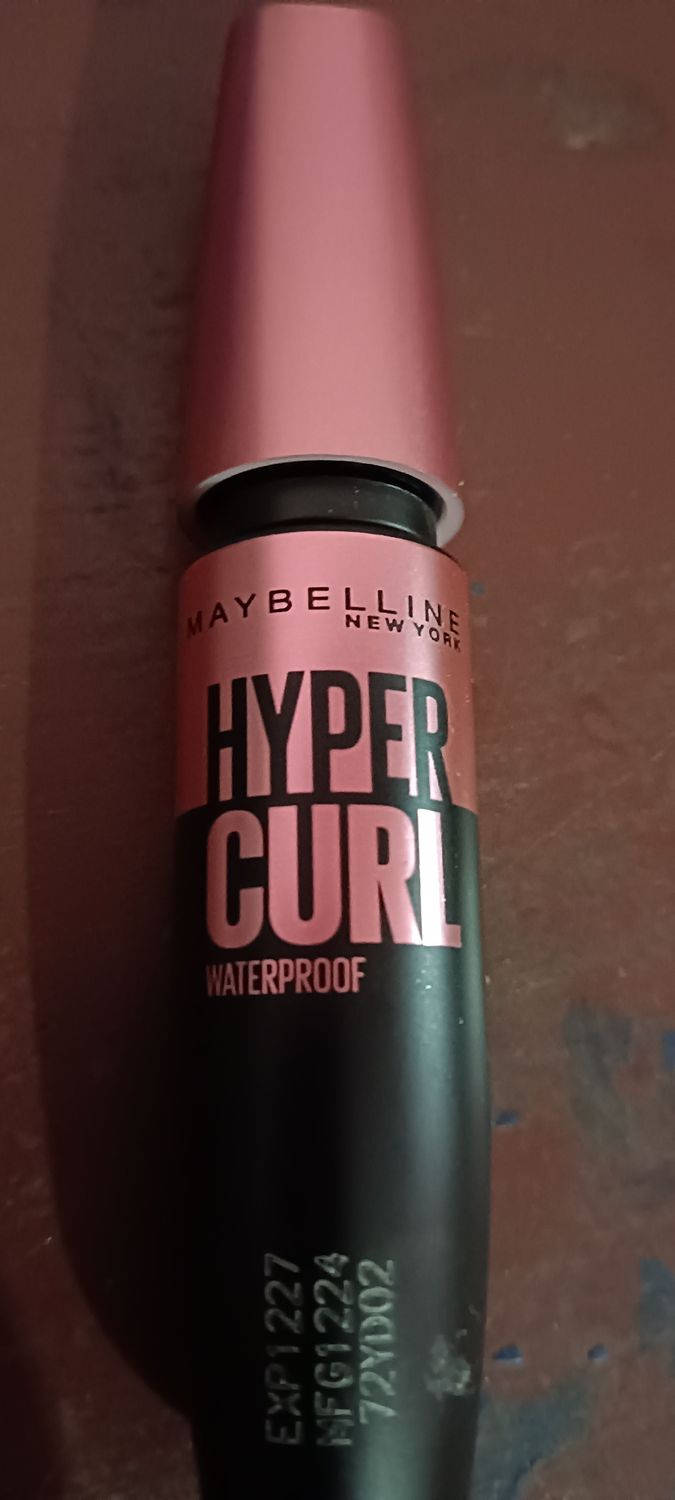 MAYBELLINE
NEW YORK
HYPER
CURL
WATERPROOF
EXP1227
MFG1224
72YD02